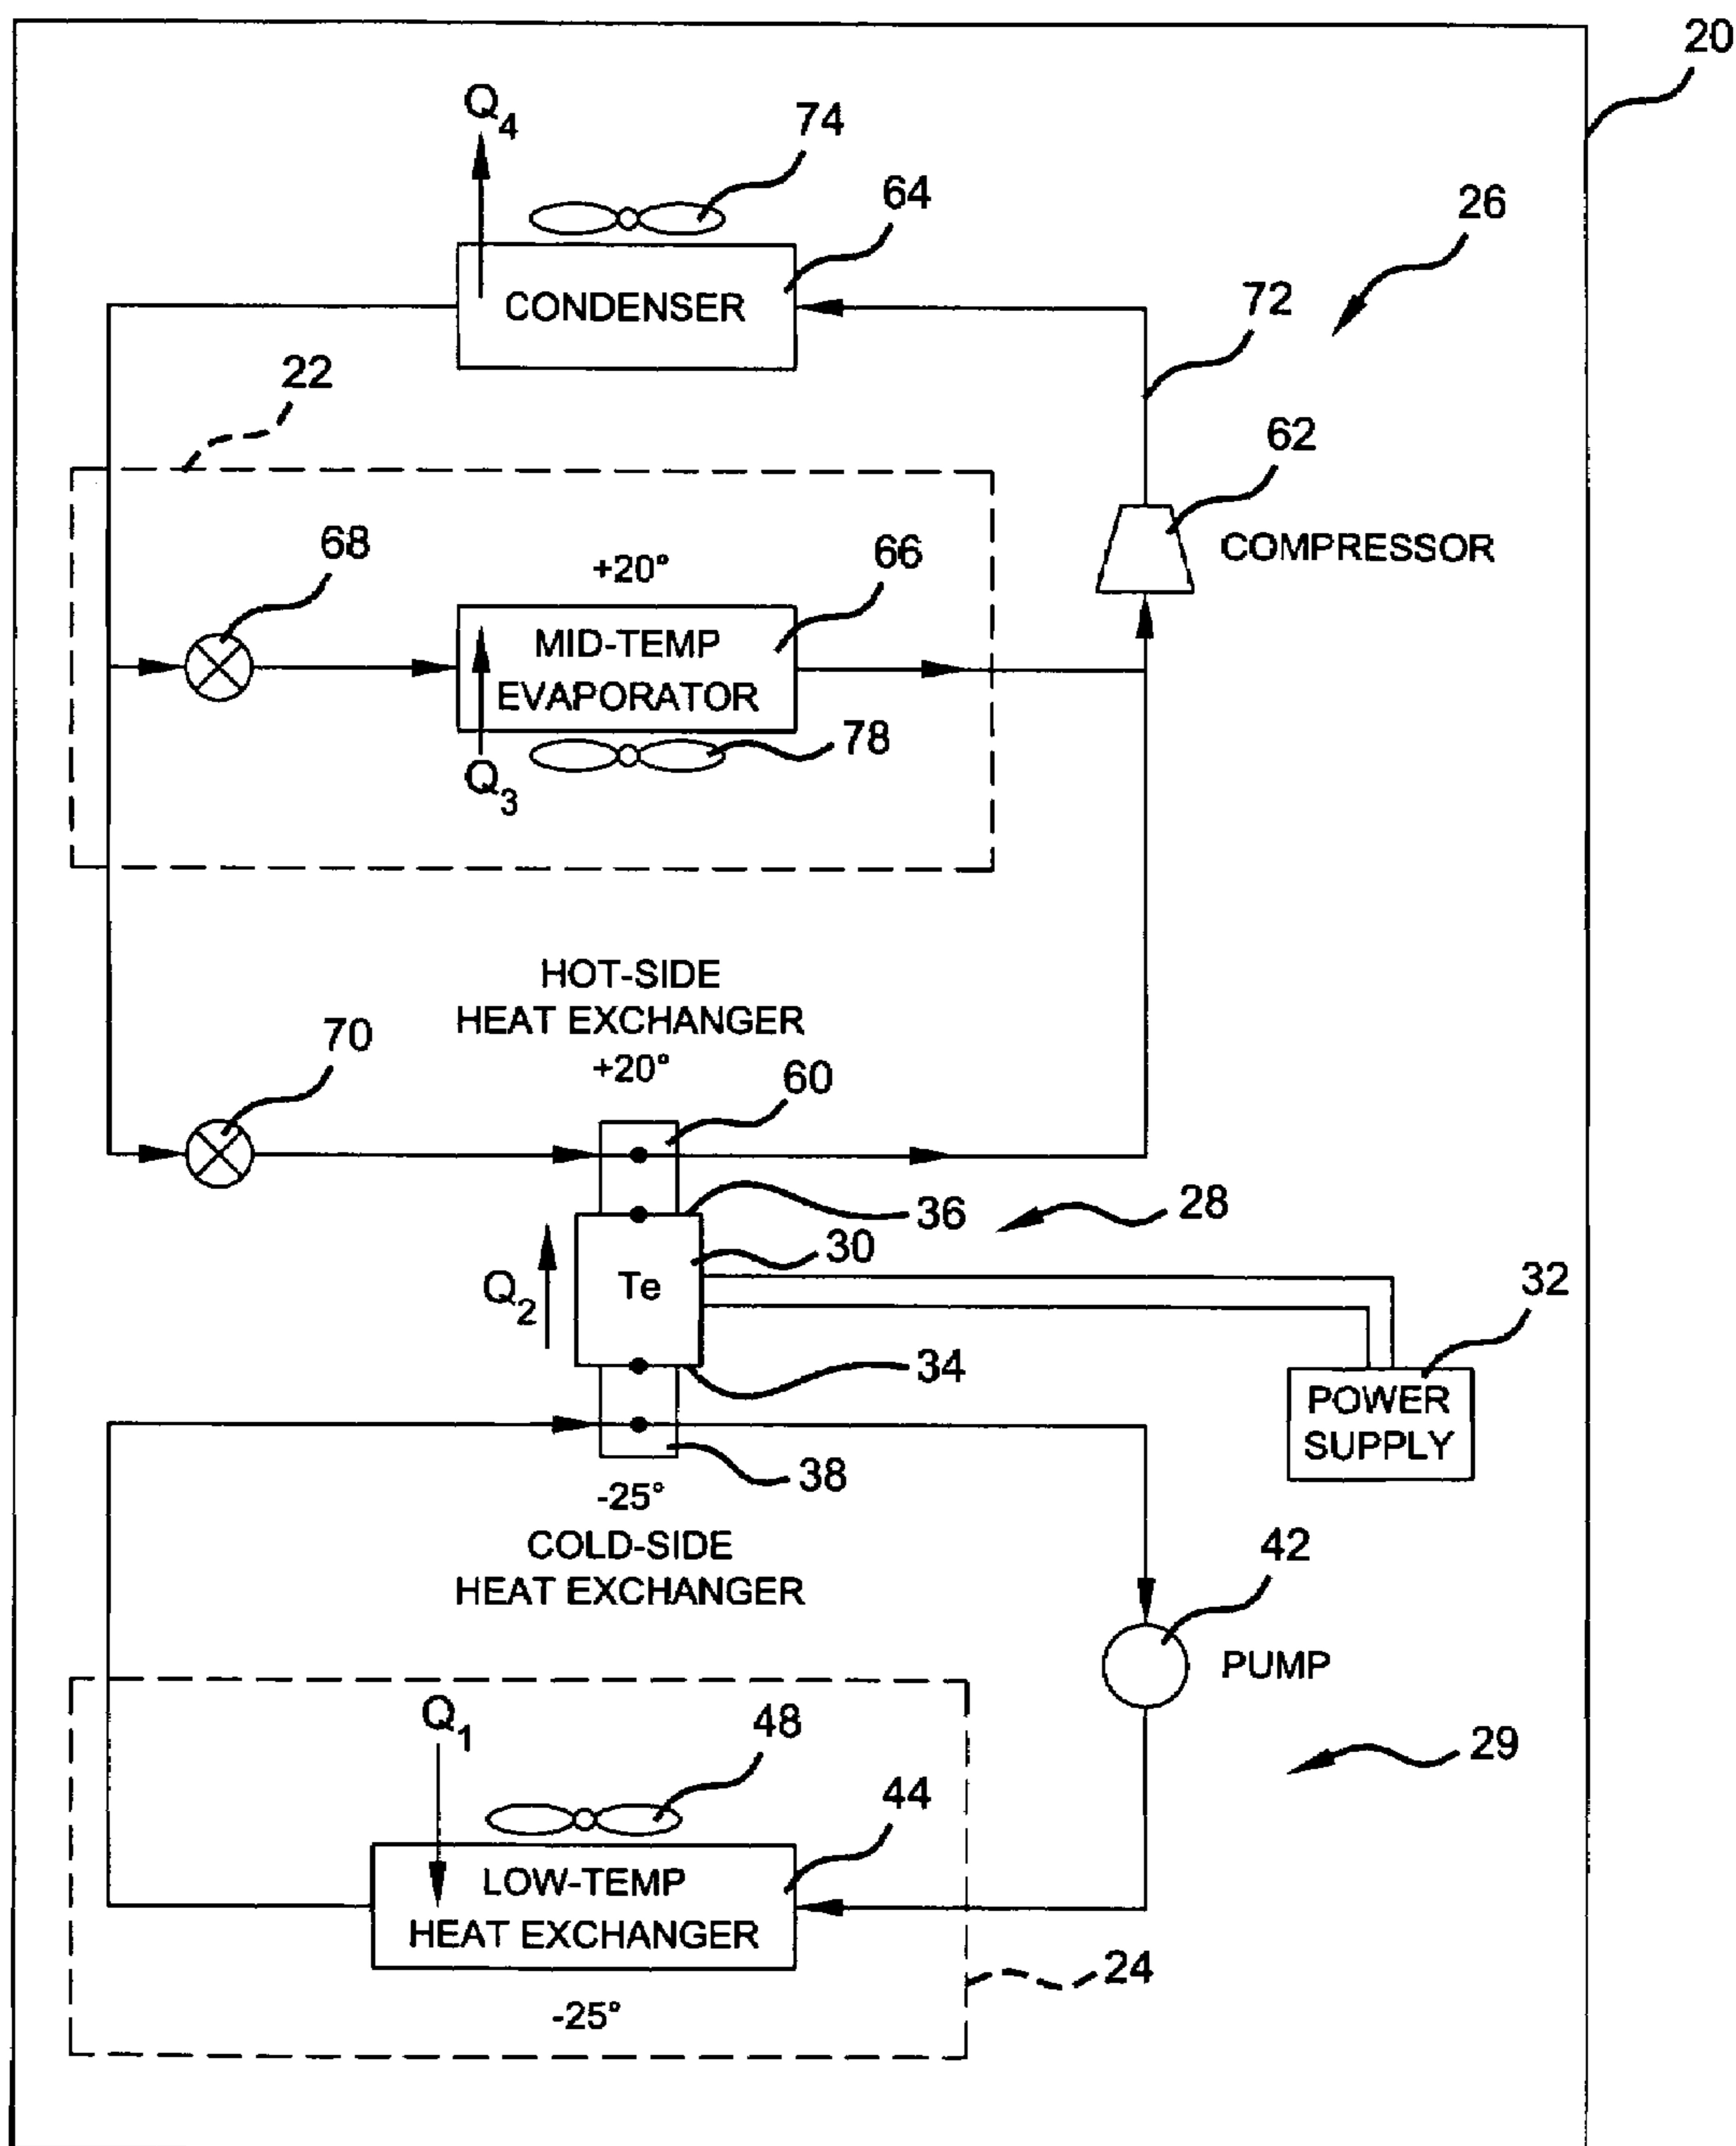 20
Q4
74
64
26
CONDENSER
72
22
62
68
+20°
66
COMPRESSOR
MID-TEMP
EVAPORATOR
78
Q3
HOT-SIDE
HEAT EXCHANGER
70
+20°
60
36
28
30
Q2
Te
32
34
POWER
SUPPLY
38
-25°
COLD-SIDE
HEAT EXCHANGER
42
PUMP
Q1
48
29
44
LOW-TEMP
HEAT EXCHANGER
24
-25°